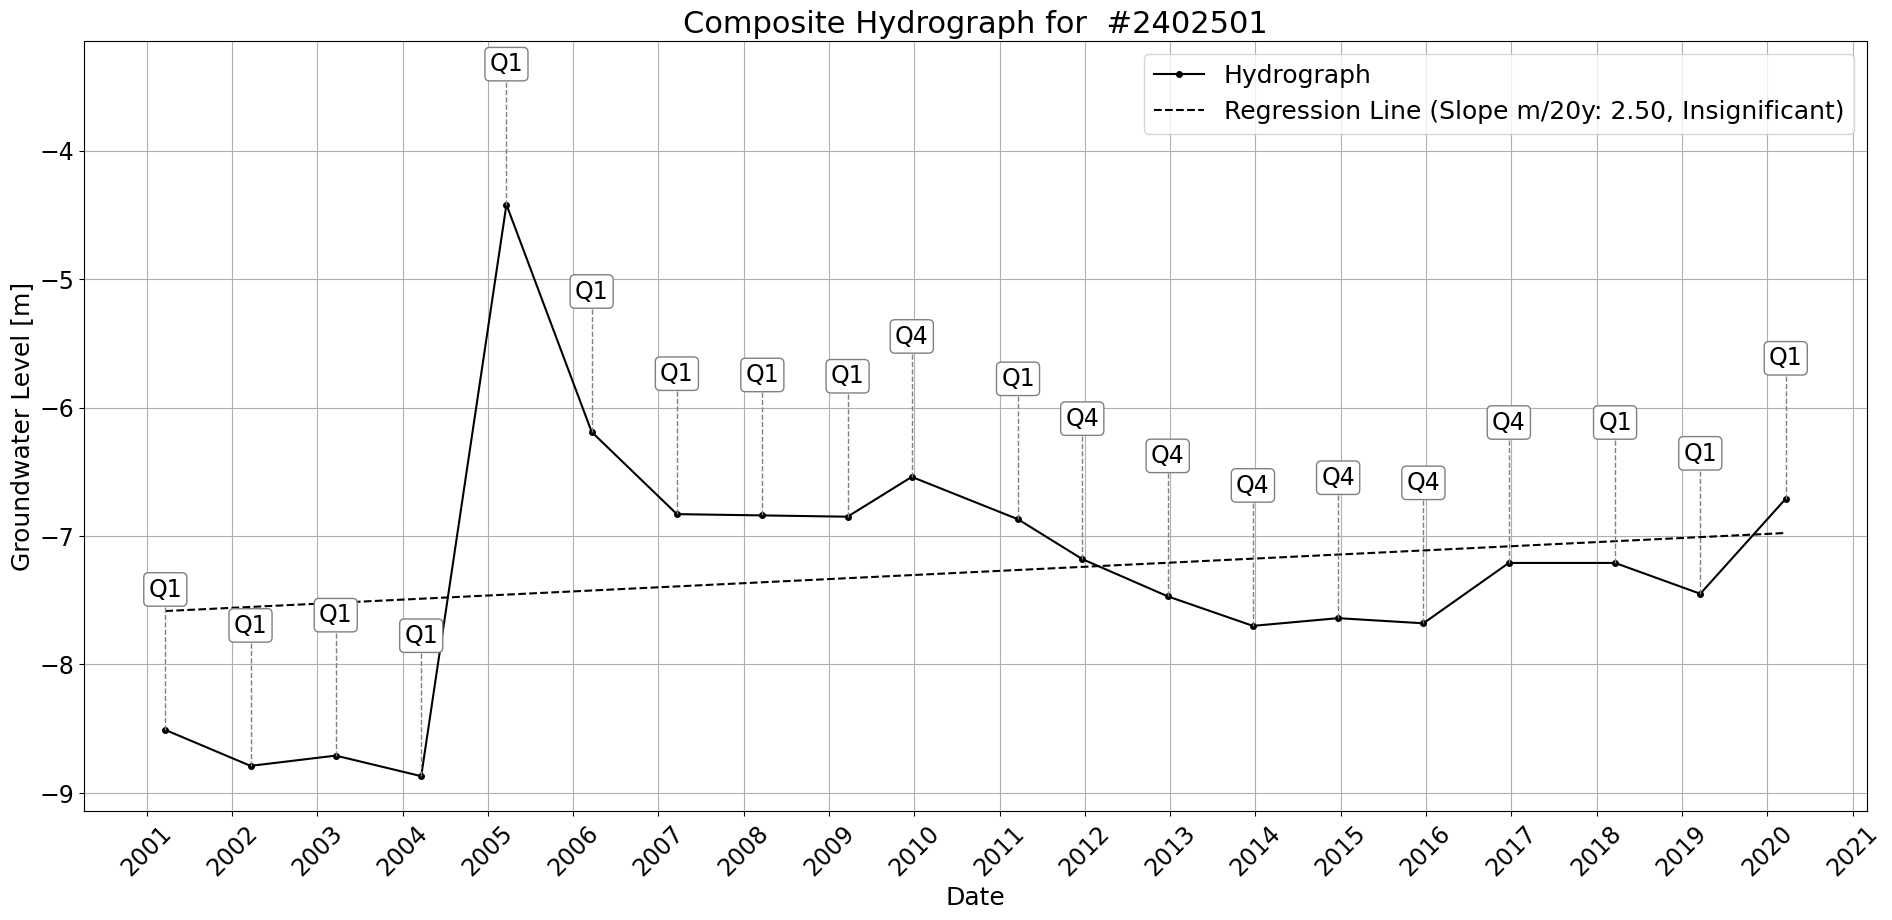 Composite Hydrograph for  #2402501
Hydrograph
Regression Line (Slope m/20y: 2.50, Insignificant)
Groundwater Level [m]
−4
−5
−6
−7
−8
−9
Q1
Q1
Q1
Q1
Q1
Q1
Q1
Q1
Q1
Q4
Q1
Q4
Q4
Q4
Q4
Q4
Q4
Q1
Q1
Q1
2001
2002
2003
2004
2005
2006
2007
2008
2009
2010
2011
2012
2013
2014
2015
2016
2017
2018
2019
2020
2021
Date